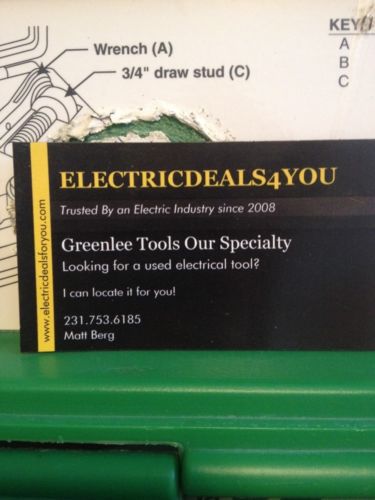 Wrench (A)
3/4" draw stud (C)
KEY/
A
B
C
ELECTRICDEALS4YOU
Trusted By an Electric Industry since 2008
Greenlee Tools Our Specialty
Looking for a used electrical tool?
I can locate it for you!
231.753.6185
Matt Berg
www.electricdealsforyou.com